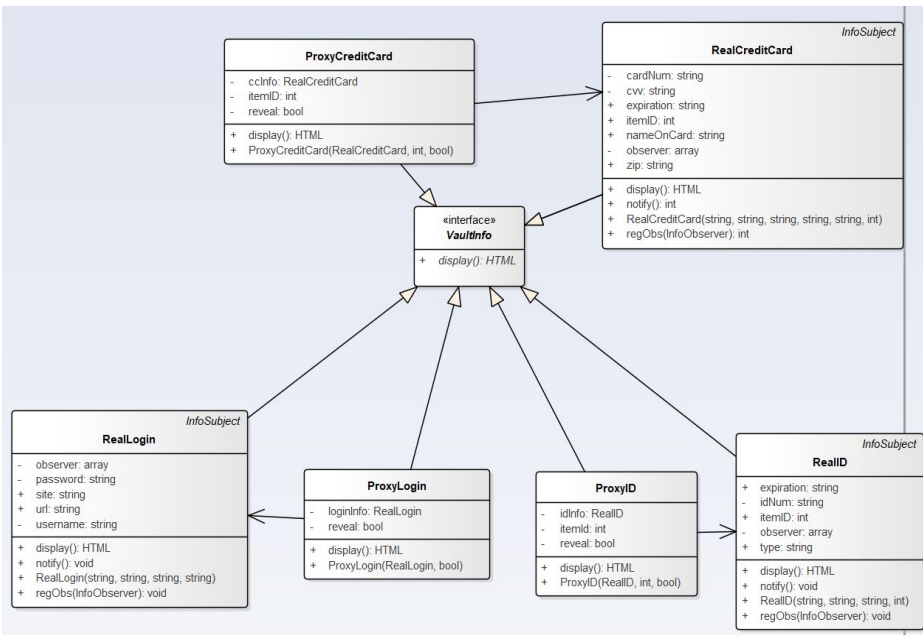 ProxyCreditCard
- ccInfo: RealCreditCard
- itemID: int
- reveal: bool
+ display(): HTML
+ ProxyCreditCard(RealCreditCard, int, bool)
InfoSubject
RealCreditCard
- cardNum: string
- cvv: string
+ expiration: string
+ itemID: int
+ nameOnCard: string
- observer: array
+ zip: string
+ display(): HTML
+ notify(): int
+ RealCreditCard(string, string, string, string, string, int)
+ regObs(InfoObserver): int
«interface»
VaultInfo
+ display(): HTML
InfoSubject
RealLogin
- observer: array
- password: string
+ site: string
+ url: string
- username: string
+ display(): HTML
+ notify(): void
+ RealLogin(string, string, string, string)
+ regObs(InfoObserver): void
ProxyLogin
- loginInfo: RealLogin
- reveal: bool
+ display(): HTML
+ ProxyLogin(RealLogin, bool)
ProxyID
- idInfo: RealID
- itemId: int
- reveal: bool
+ display(): HTML
+ ProxyID(RealID, int, bool)
InfoSubject
RealID
+ expiration: string
- idNum: string
+ itemID: int
- observer: array
+ type: string
+ display(): HTML
+ notify(): void
+ RealID(string, string, string, int)
+ regObs(InfoObserver): void